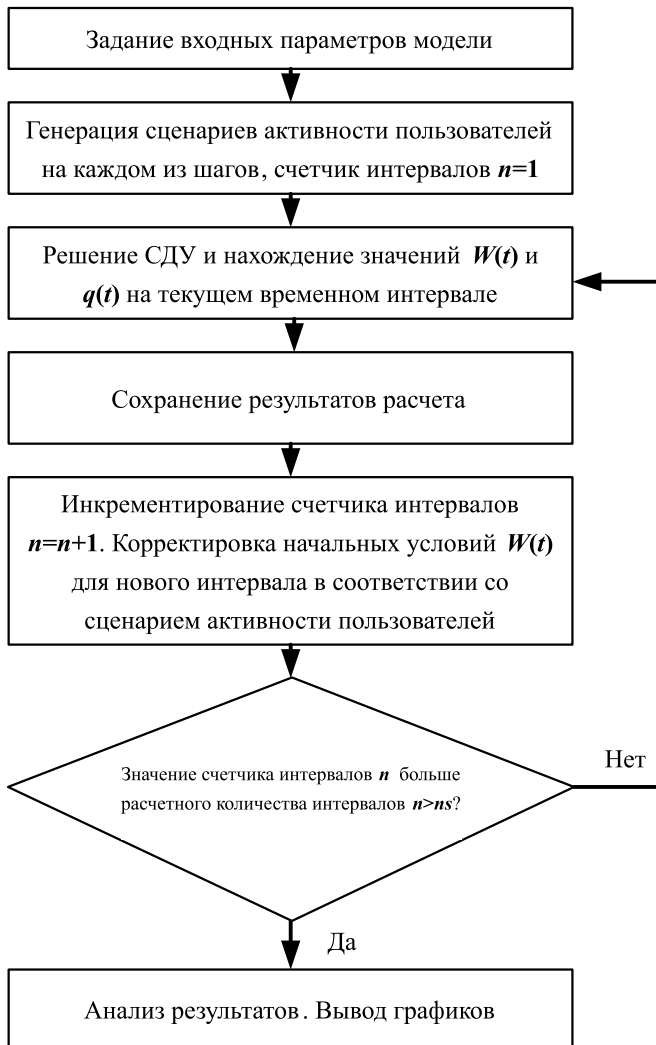 Задание входных параметров модели
Генерация сценариев активности пользователей
на каждом из шагов, счетчик интервалов n=1
Решение СДУ и нахождение значений W(t) и
q(t) на текущем временном интервале
Сохранение результатов расчета
Инкрементирование счетчика интервалов
n=n+1. Корректировка начальных условий W(t)
для нового интервала в соответствии со
сценарием активности пользователей
Значение счетчика интервалов n больше
расчетного количества интервалов n>ns?
Нет
Да
Анализ результатов. Вывод графиков